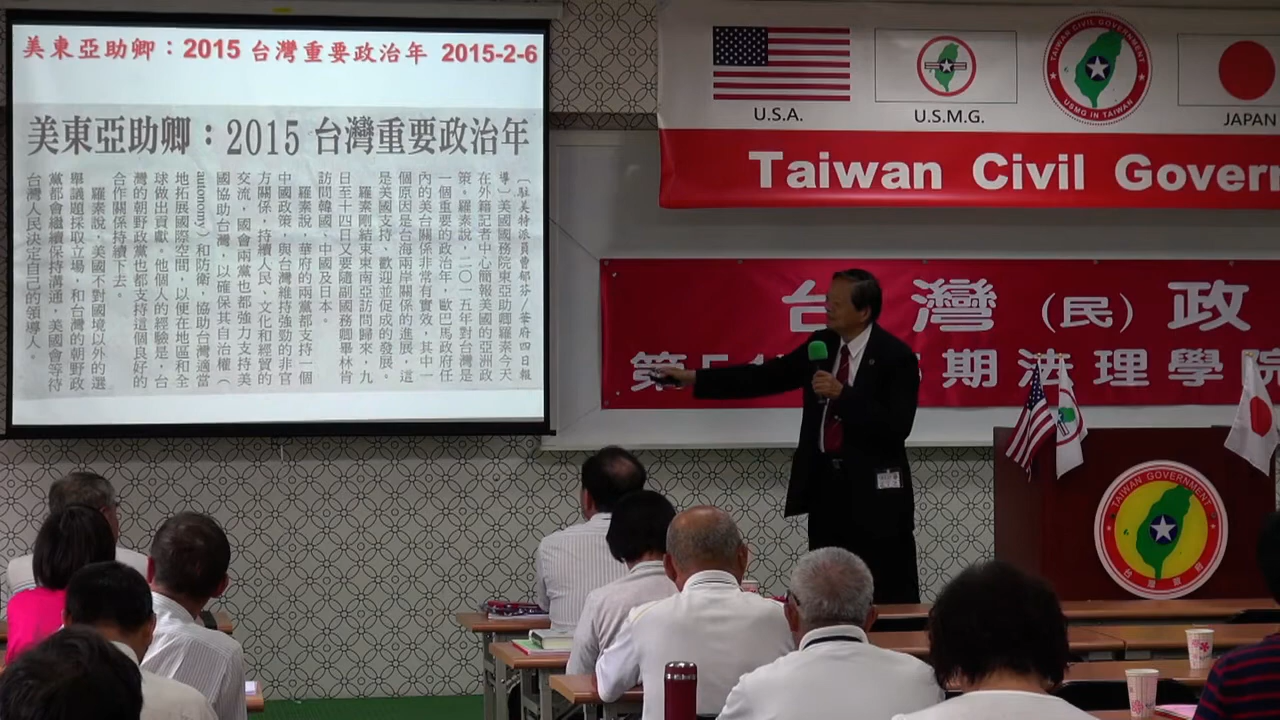 美東亞助卿：2015 台灣重要政治年 2015-2-6
美東亞助卿：2015 台灣重要政治年
〔駐美特派員曹郁芬／華府四日報
導〕美國國務院東亞助卿羅素今天
在外籍記者中心簡報美國的亞洲政
策。羅素說，二〇一五年對台灣是
一個重要的政治年，歐巴馬政府任
內的美台關係非常有實效，其中一
個原因是台海兩岸關係的進展，這
是美國支持、歡迎並促成的發展。
羅素剛結束東南亞訪問歸來，九
日至十四日又要隨副國務卿畢林肯
訪問韓國、中國及日本。
羅素說，華府的兩黨都支持一個
中國政策，與台灣維持強勁的非官
方關係，持續人民、文化和經貿的
交流，國會兩黨也都強力支持美
國協助台灣，以確保其自治權（
autonomy）和防衛，協助台灣適當
地拓展國際空間，以便在地區和全
球做出貢獻。他個人的經驗是，台
灣的朝野政黨也都支持這個良好的
合作關係持續下去。
羅素說，美國不對國境以外的選
舉議題採取立場，和台灣的朝野政
黨都會繼續保持溝通，美國會等待
台灣人民決定自己的領導人。
U.S.A.
U.S.M.G.
TAIWAN CIVIL GOVERNMENT
USMG IN TAIWAN
JAPAN
Taiwan Civil Govern
台灣（民）政
第51
期法理學院
TAIWAN GOVERNMENT
台灣政府